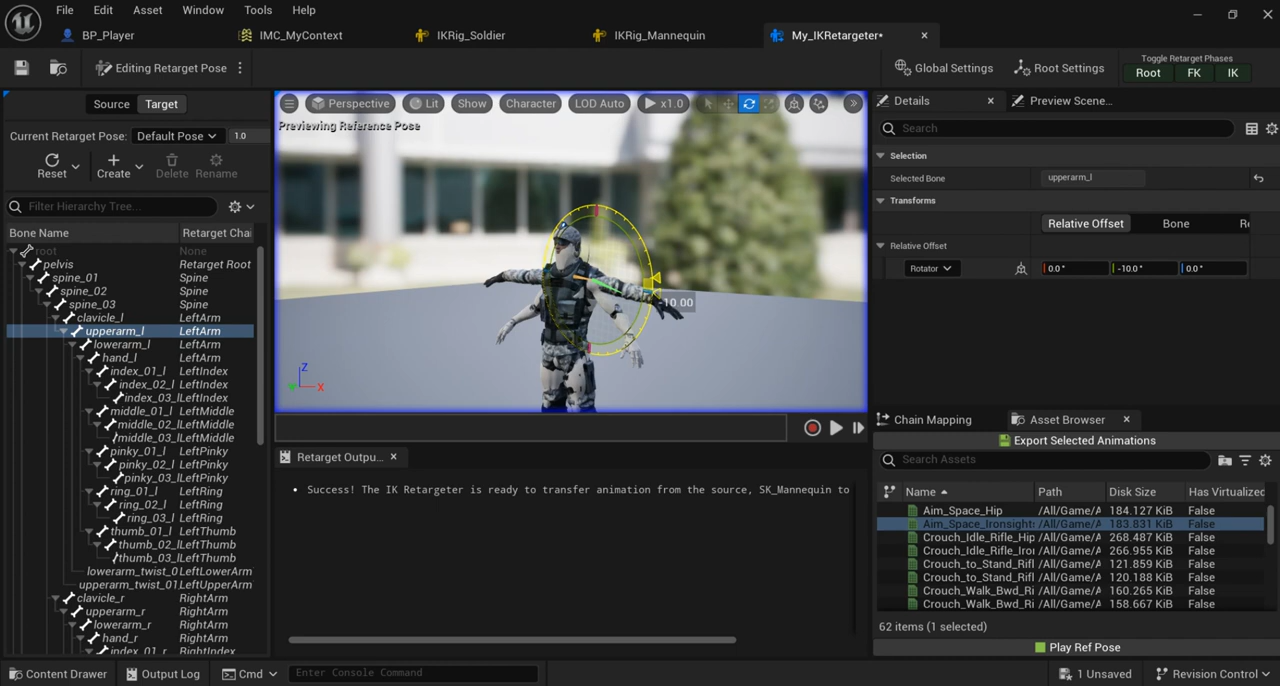 File Edit Asset Window Tools Help
BP_Player IMC_MyContext IKRig_Soldier IKRig_Mannequin My_IKRetargeter*
Editing Retarget Pose Global Settings Root Settings Toggle Retarget Phases
Root FK IK
Source Target
Current Retarget Pose: Default Pose 1.0
Reset Create Delete Rename
Filter Hierarchy Tree...
Bone Name Retarget Chai
root None
pelvis Retarget Root
spine_01 Spine
spine_02 Spine
spine_03 Spine
clavicle_l LeftArm
upperarm_l LeftArm
lowerarm_l LeftArm
hand_l LeftArm
index_01_l LeftIndex
index_02_l LeftIndex
index_03_l LeftIndex
middle_01_l LeftMiddle
middle_02_l LeftMiddle
middle_03_l LeftMiddle
pinky_01_l LeftPinky
pinky_02_l LeftPinky
pinky_03_l LeftPinky
ring_01_l LeftRing
ring_02_l LeftRing
ring_03_l LeftRing
thumb_01_l LeftThumb
thumb_02_l LeftThumb
thumb_03_l LeftThumb
lowerarm_twist_0 LeftLowerArm
upperarm_twist_01 LeftUpperArm
clavicle_r RightArm
upperarm_r RightArm
lowerarm_r RightArm
hand_r RightArm
index_01_r RightIndex
Perspective Lit Show Character LOD Auto x1.0
Previewing Reference Pose
-10.00
Z
X
Retarget Outpu...
• Success! The IK Retargeter is ready to transfer animation from the source, SK_Mannequin to
Details Preview Scene...
Search
Selection
Selected Bone upperarm_l
Transforms
Relative Offset Bone Re
Relative Offset
Rotator 0.0° -10.0° 0.0°
Chain Mapping Asset Browser
Export Selected Animations
Search Assets
Name Path Disk Size Has Virtualized
Aim_Space_Hip /All/Game/A 184.127 KiB False
Aim_Space_Ironsights /All/Game/A 183.831 KiB False
Crouch_Idle_Rifle_Hip /All/Game/A 268.487 KiB False
Crouch_Idle_Rifle_Iro /All/Game/A 266.955 KiB False
Crouch_to_Stand_Rifl /All/Game/A 121.859 KiB False
Crouch_to_Stand_Rifl /All/Game/A 120.188 KiB False
Crouch_Walk_Bwd_Ri /All/Game/A 160.265 KiB False
Crouch_Walk_Bwd_Ri /All/Game/A 158.667 KiB False
62 items (1 selected)
Play Ref Pose
Content Drawer Output Log Cmd Enter Console Command 1 Unsaved Revision Control